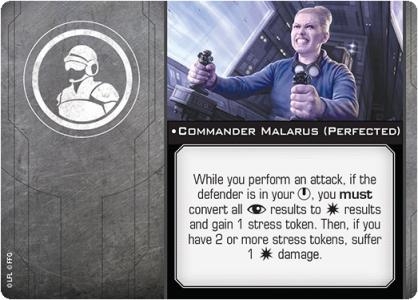 •Commander Malarus (Perfected)
While you perform an attack, if the
defender is in your , you must
convert all results to results
and gain 1 stress token. Then, if you
have 2 or more stress tokens, suffer
1 damage.
© LFL © FFG